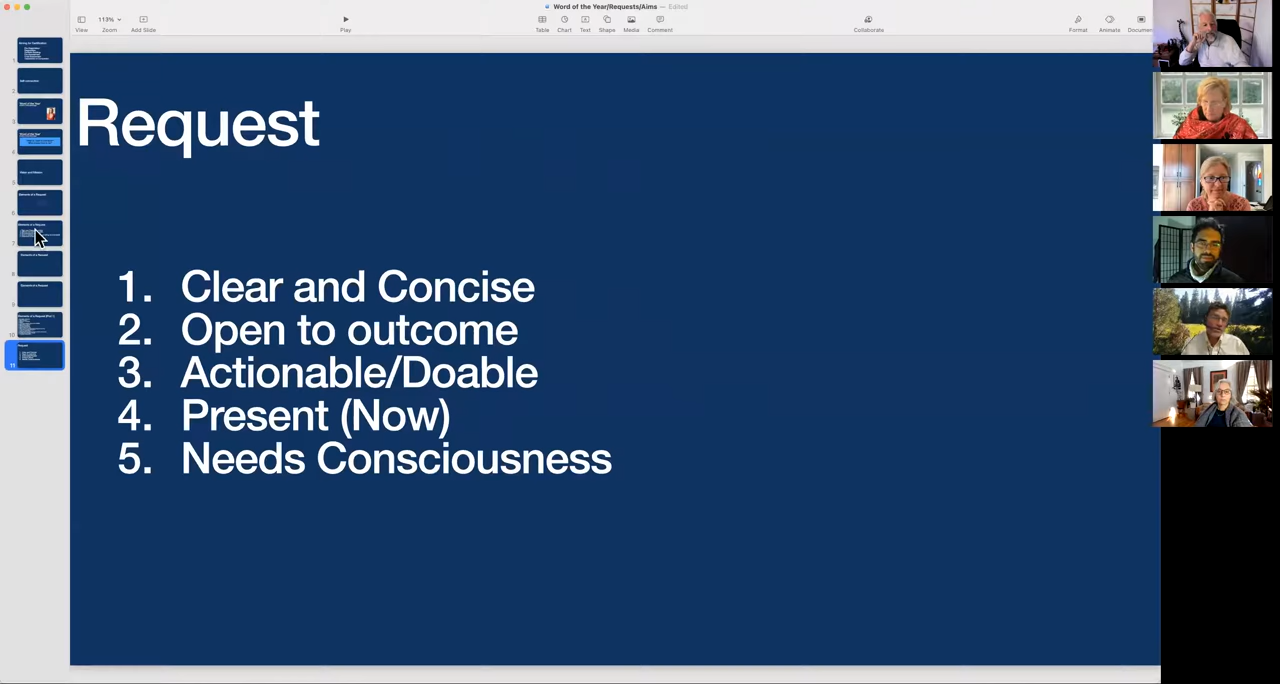 Word of the Year/Requests/Aims — Edited
113%
View
Zoom
Add Slide
Play
Table
Chart
Text
Shape
Media
Comment
Collaborate
Format
Animate
Request
1. Clear and Concise
2. Open to outcome
3. Actionable/Doable
4. Present (Now)
5. Needs Consciousness